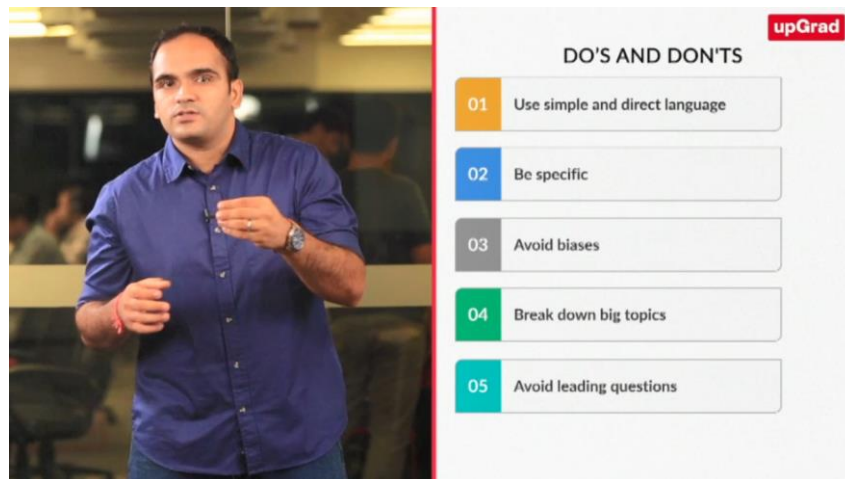 upGrad
DO'S AND DON'TS
01 Use simple and direct language
02 Be specific
03 Avoid biases
04 Break down big topics
05 Avoid leading questions